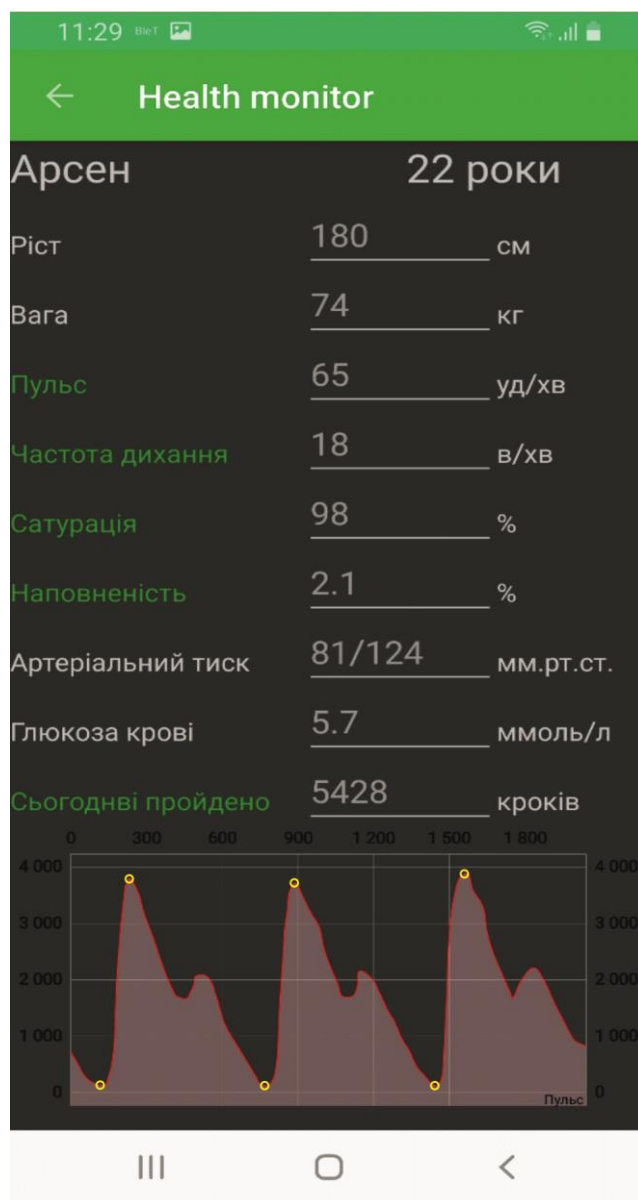 11:29 BleT
Health monitor
Арсен 22 роки
Ріст 180 см
Вага 74 кг
Пульс 65 уд/хв
Частота дихання 18 в/хв
Сатурація 98 %
Наповненість 2.1 %
Артеріальний тиск 81/124 мм.рт.ст.
Глюкоза крові 5.7 ммоль/л
Сьогоднві пройдено 5428 кроків
0 300 600 900 1 200 1 500 1 800
4 000 4 000
3 000 3 000
2 000 2 000
1 000 1 000
0 0
Пульс